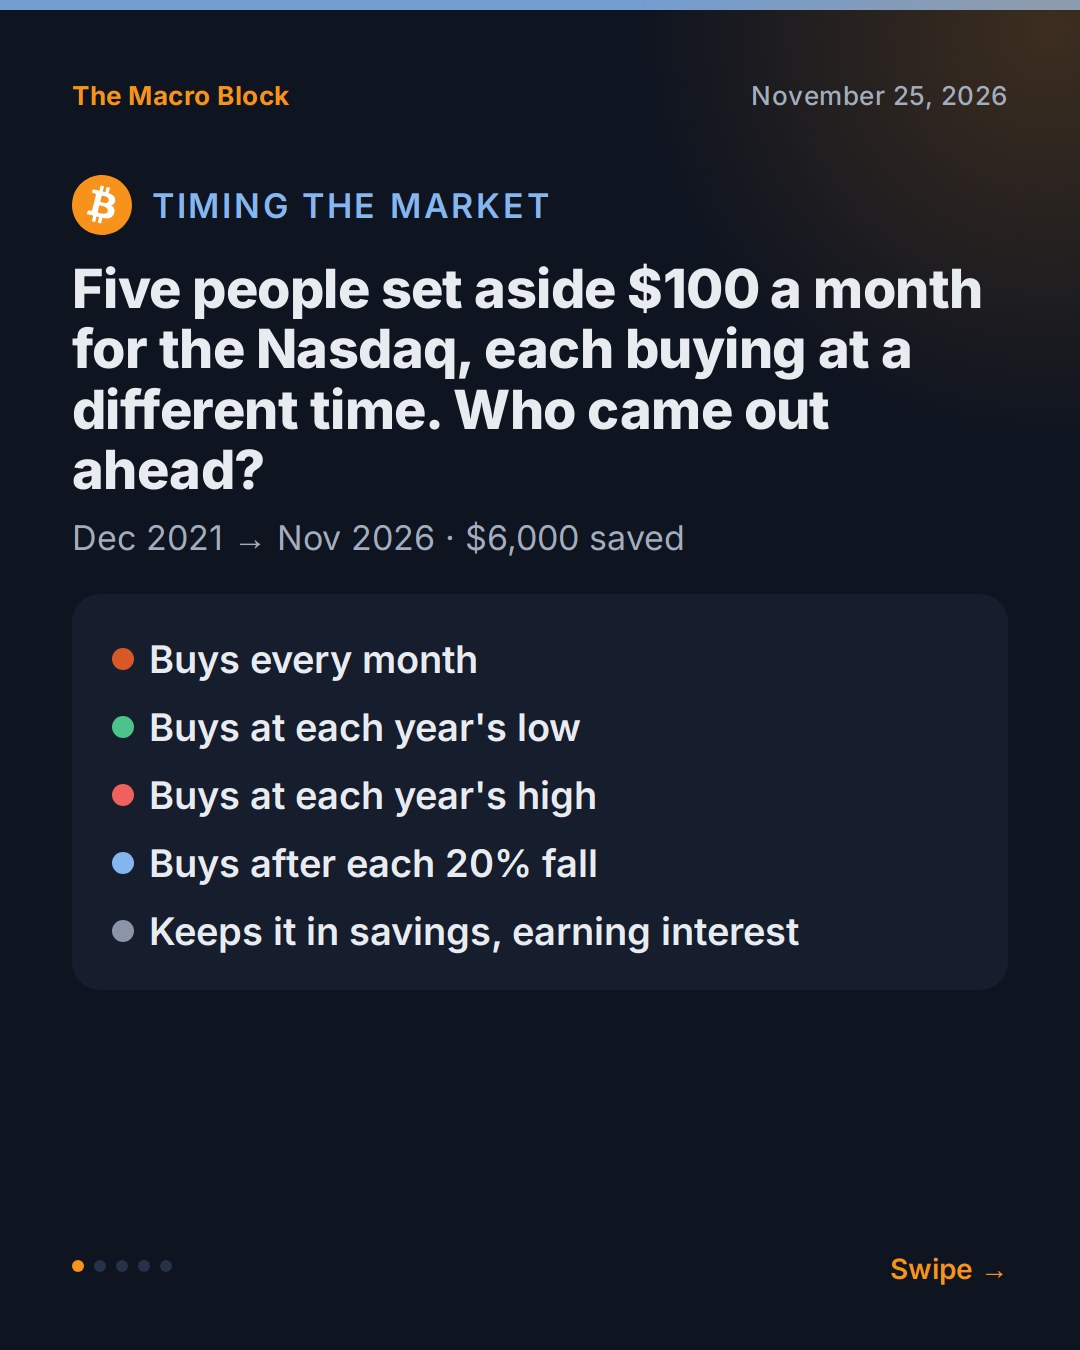 The Macro Block
November 25, 2026
TIMING THE MARKET
Five people set aside $100 a month
for the Nasdaq, each buying at a
different time. Who came out
ahead?
Dec 2021 → Nov 2026 · $6,000 saved
Buys every month
Buys at each year's low
Buys at each year's high
Buys after each 20% fall
Keeps it in savings, earning interest
Swipe →